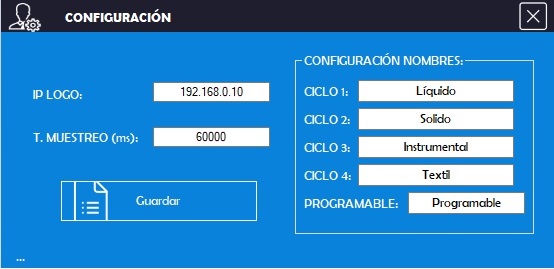 CONFIGURACIÓN
IP LOGO: 192.168.0.10
T. MUESTREO (ms): 60000
Guardar
CONFIGURACIÓN NOMBRES:
CICLO 1: Líquido
CICLO 2: Solido
CICLO 3: Instrumental
CICLO 4: Textil
PROGRAMABLE: Programable
...